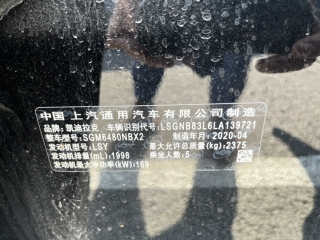 中国 上汽通用汽车有限公司制造
品牌: 凯迪拉克 车辆识别代号: LSGNB83L6LA139721
整车型号: SGM6480NBX2 制造年月: 2020-04
发动机型号: LSY 最大允许总质量(kg): 2375
发动机排量(mL): 1998 乘坐人数: 5
发动机最大净功率(kW): 169